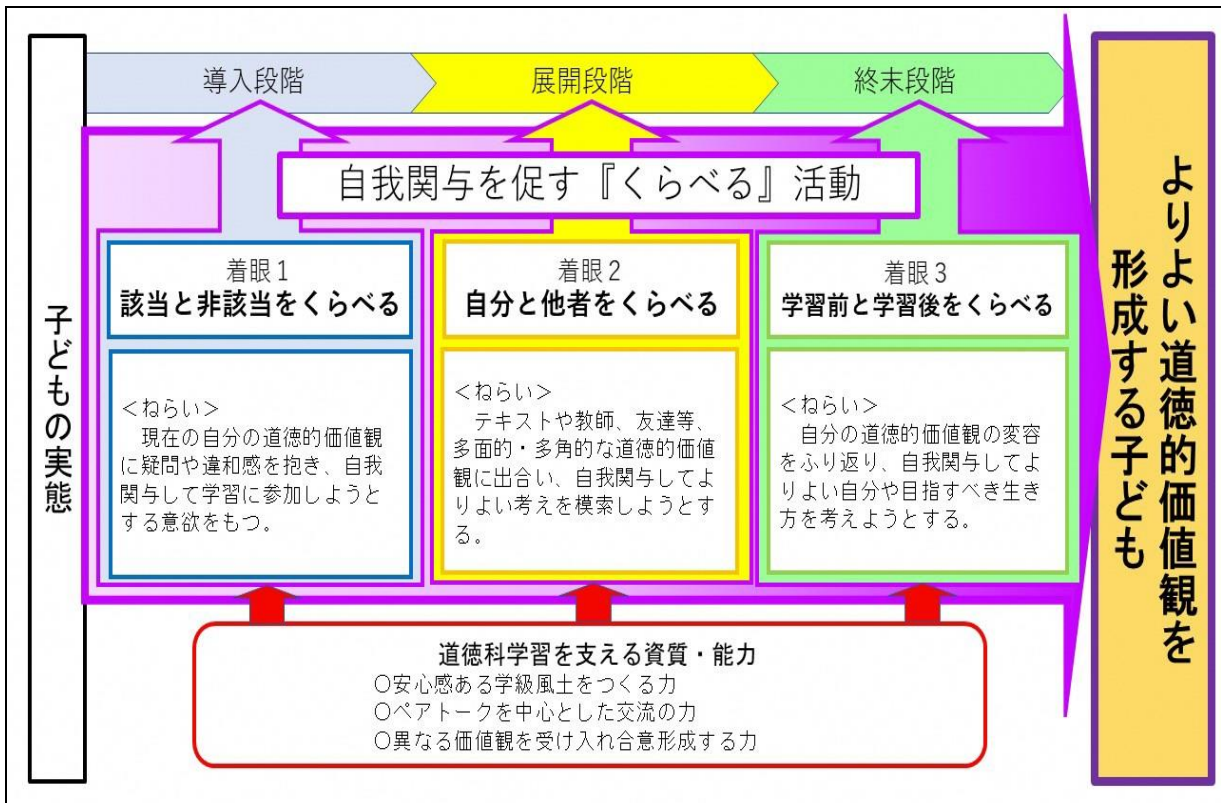 子どもの実態
導入段階
展開段階
終末段階
自我関与を促す『くらべる』活動
着眼1
該当と非該当をくらべる
<ねらい>
現在の自分の道徳的価値観
に疑問や違和感を抱き、自我
関与して学習に参加しようと
する意欲をもつ。
着眼2
自分と他者をくらべる
<ねらい>
テキストや教師、友達等、
多面的・多角的な道徳的価値
観に出合い、自我関与してよ
りよい考えを模索しようとす
る。
着眼3
学習前と学習後をくらべる
<ねらい>
自分の道徳的価値観の変容
をふり返り、自我関与してよ
りよい自分や目指すべき生き
方を考えようとする。
道徳科学習を支える資質・能力
○安心感ある学級風土をつくる力
○ペアトークを中心とした交流の力
○異なる価値観を受け入れ合意形成する力
よりよい道徳的価値観を
形成する子ども